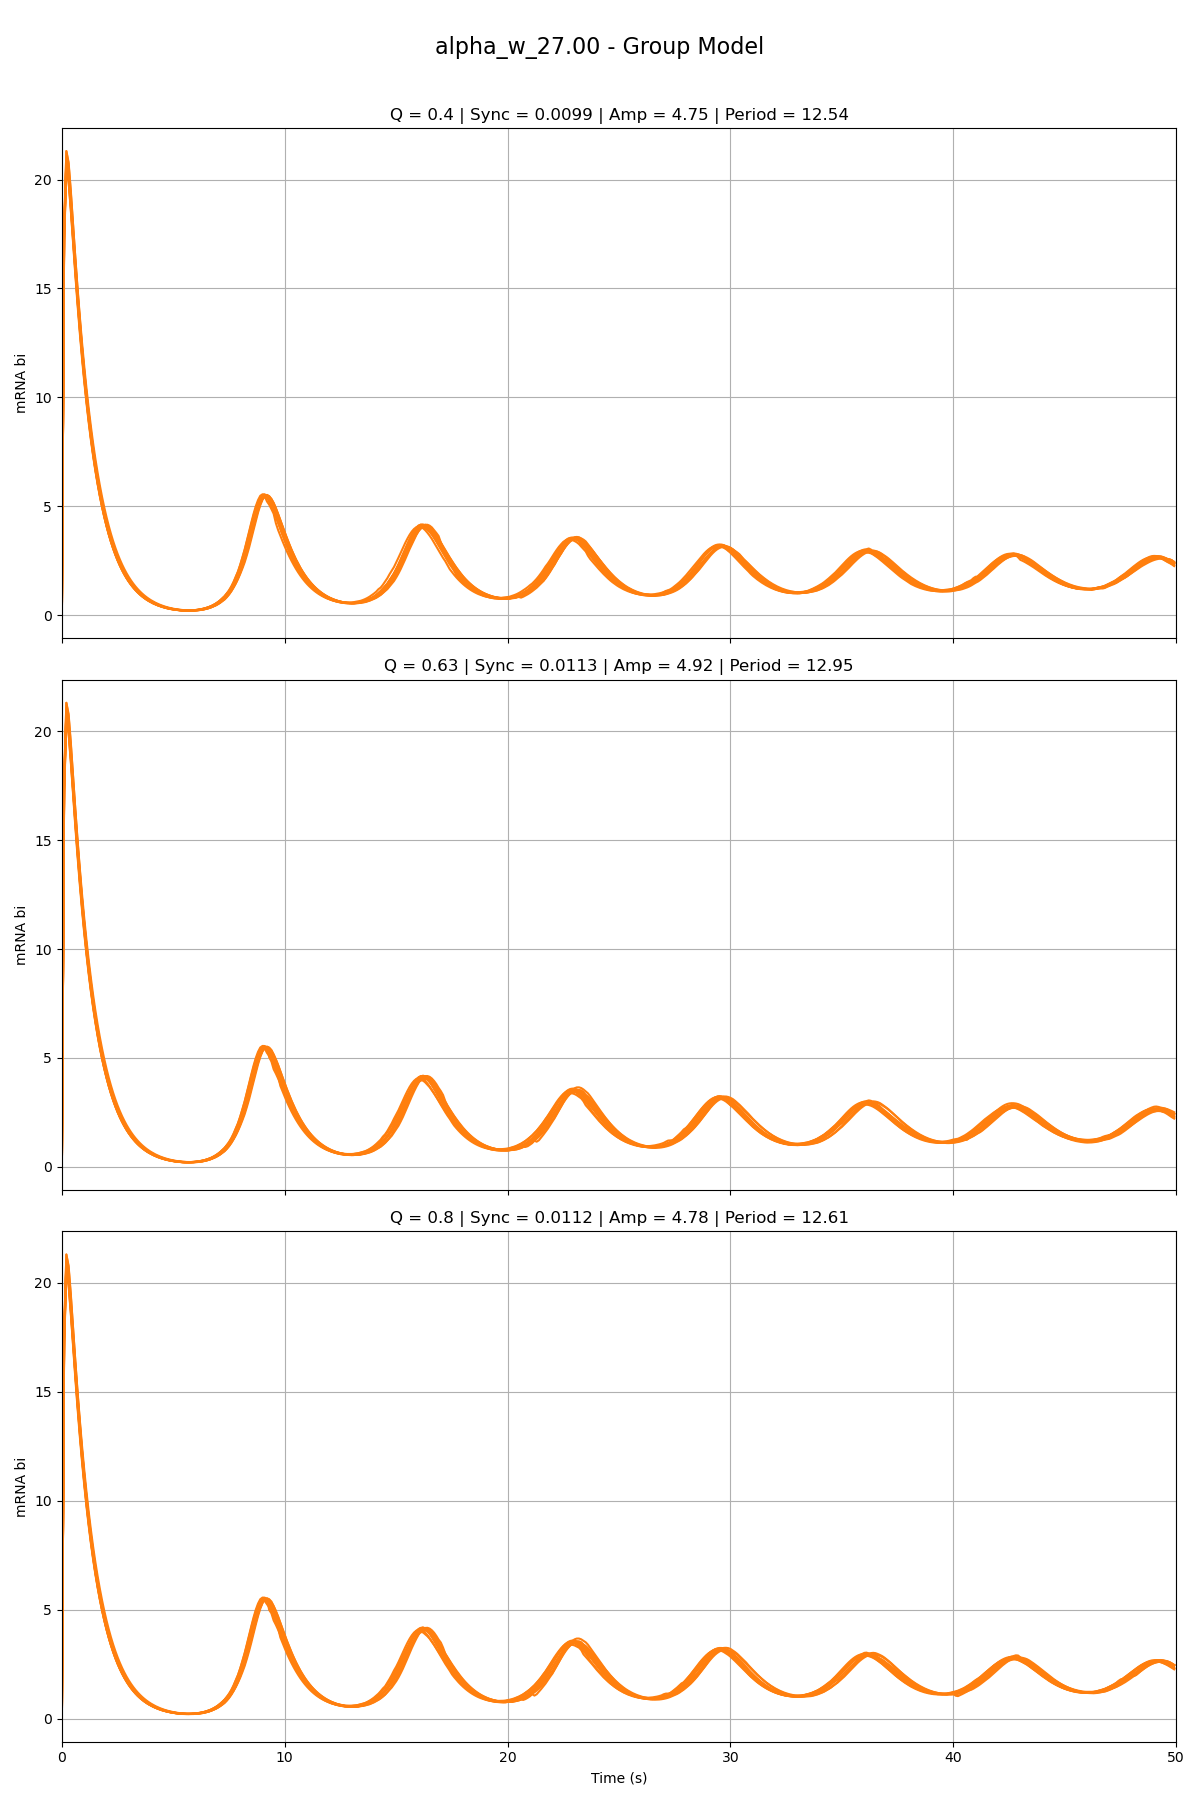 alpha_w_27.00 - Group Model
Q = 0.4 | Sync = 0.0099 | Amp = 4.75 | Period = 12.54
20
15
10
5
0
mRNA bi
Q = 0.63 | Sync = 0.0113 | Amp = 4.92 | Period = 12.95
20
15
10
5
0
mRNA bi
Q = 0.8 | Sync = 0.0112 | Amp = 4.78 | Period = 12.61
20
15
10
5
0
mRNA bi
0 10 20 30 40 50
Time (s)